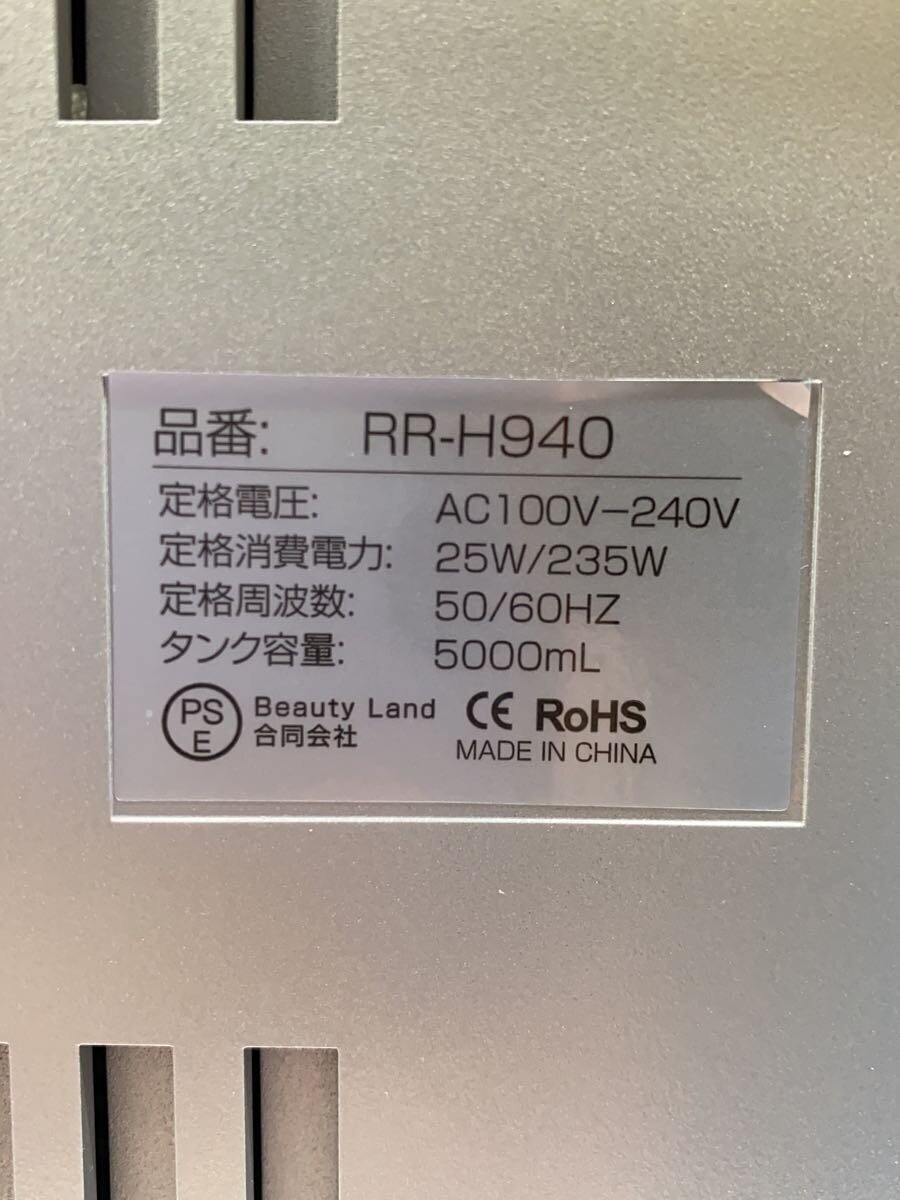 品番: RR-H940
定格電圧: AC100V-240V
定格消費電力: 25W/235W
定格周波数: 50/60HZ
タンク容量: 5000mL
PS
E
Beauty Land
合同会社
CE RoHS
MADE IN CHINA